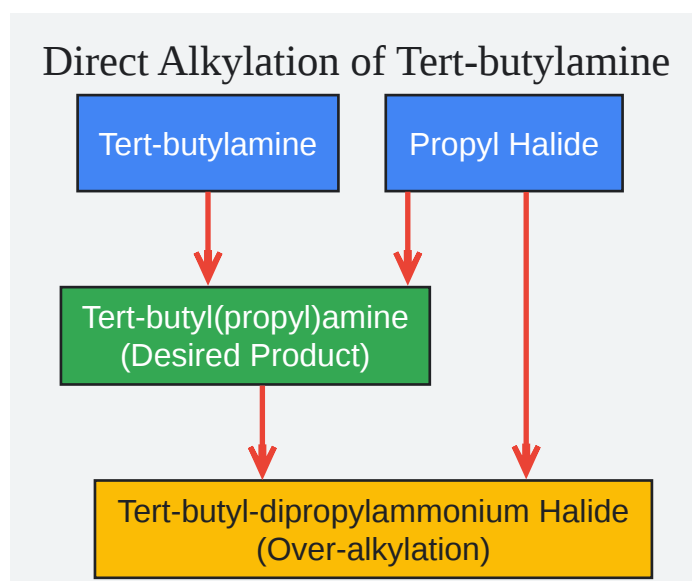 Direct Alkylation of Tert-butylamine
Tert-butylamine
Propyl Halide
Tert-butyl(propyl)amine
(Desired Product)
Tert-butyl-dipropylammonium Halide
(Over-alkylation)